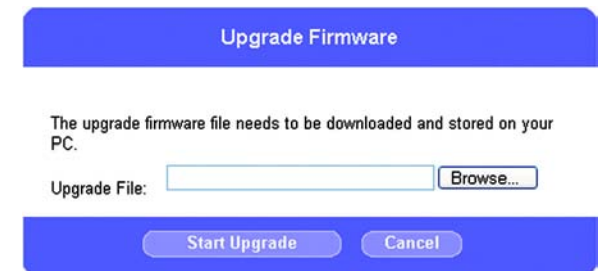 Upgrade Firmware
The upgrade firmware file needs to be downloaded and stored on your
PC.
Upgrade File:
Browse...
Start Upgrade
Cancel